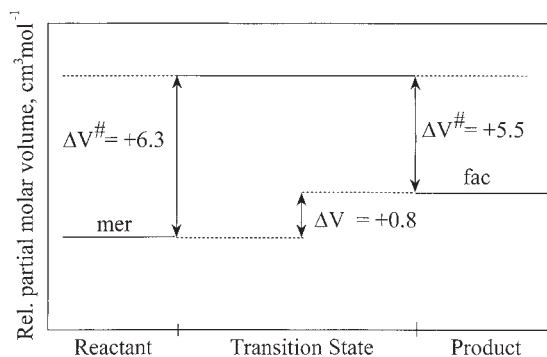 Rel. partial molar volume, cm³mol⁻¹
ΔV# = +6.3
ΔV# = +5.5
fac
mer
ΔV = +0.8
Reactant Transition State Product